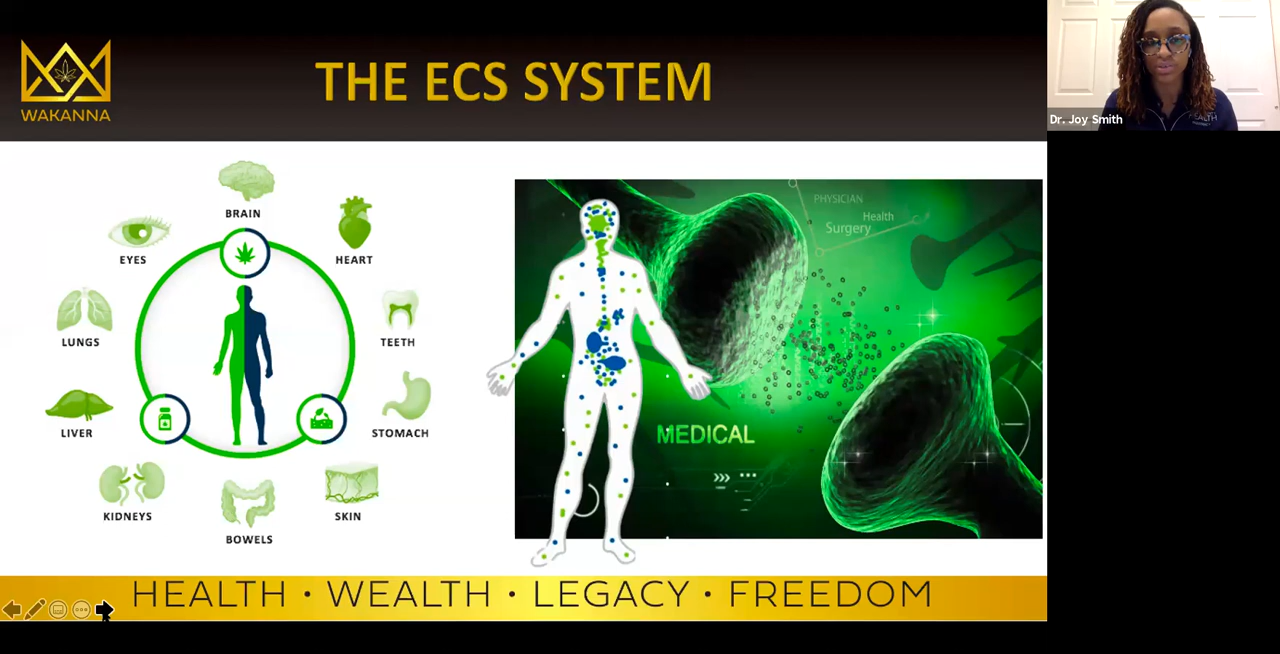 THE ECS SYSTEM
WAKANNA
Dr. Joy Smith
HEALTH
BRAIN
EYES
HEART
LUNGS
TEETH
LIVER
STOMACH
KIDNEYS
SKIN
BOWELS
PHYSICIAN
Health
Surgery
MEDICAL
HEALTH • WEALTH • LEGACY • FREEDOM